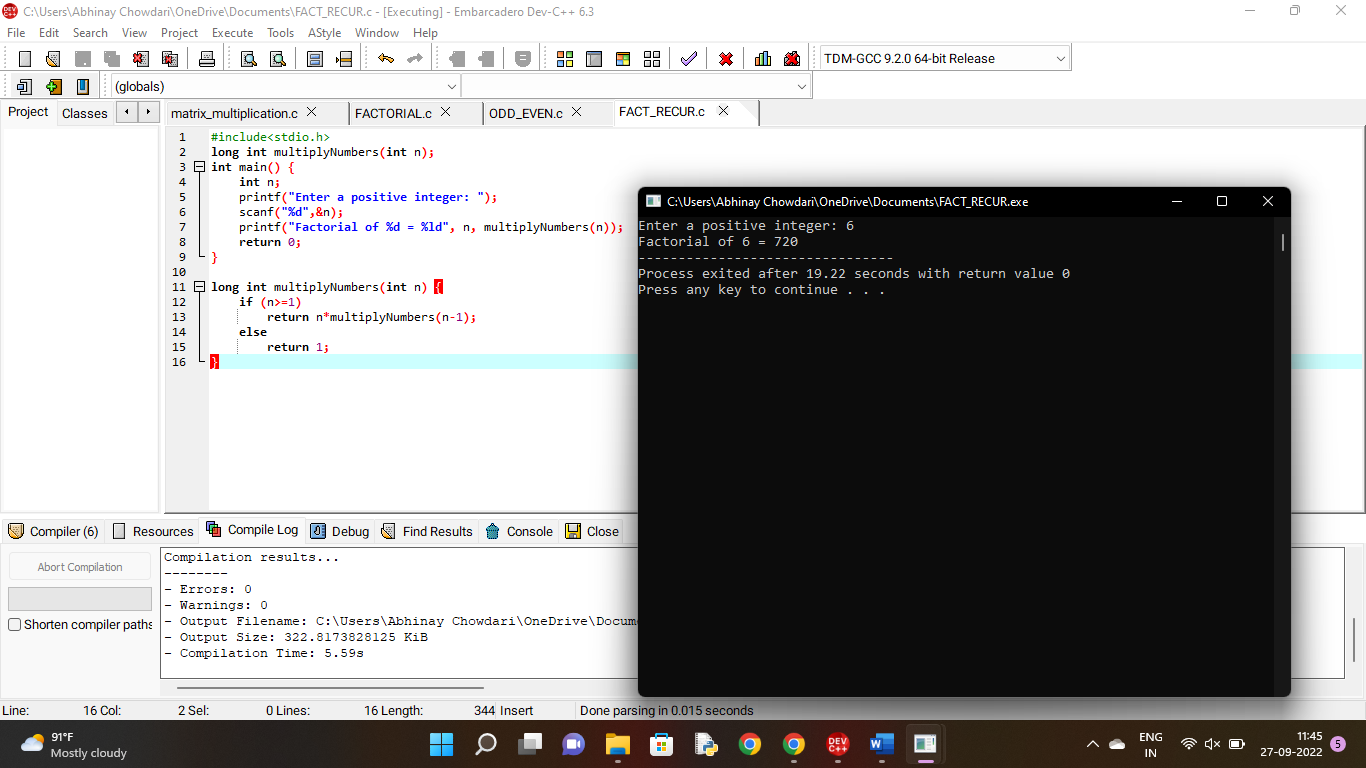 C:\Users\Abhinay Chowdari\OneDrive\Documents\FACT_RECUR.c - [Executing] - Embarcadero Dev-C++ 6.3
File Edit Search View Project Execute Tools AStyle Window Help
TDM-GCC 9.2.0 64-bit Release
(globals)
Project Classes matrix_multiplication.c FACTORIAL.c ODD_EVEN.c FACT_RECUR.c
1 #include<stdio.h>
2 long int multiplyNumbers(int n);
3 int main() {
4 int n;
5 printf("Enter a positive integer: ");
6 scanf("%d",&n);
7 printf("Factorial of %d = %ld", n, multiplyNumbers(n));
8 return 0;
9 }
10
11 long int multiplyNumbers(int n) {
12 if (n>=1)
13 return n*multiplyNumbers(n-1);
14 else
15 return 1;
16 }
C:\Users\Abhinay Chowdari\OneDrive\Documents\FACT_RECUR.exe
Enter a positive integer: 6
Factorial of 6 = 720
--------------------------------
Process exited after 19.22 seconds with return value 0
Press any key to continue . . .
Compiler (6) Resources Compile Log Debug Find Results Console Close
Abort Compilation
Shorten compiler paths
Compilation results...
--------
- Errors: 0
- Warnings: 0
- Output Filename: C:\Users\Abhinay Chowdari\OneDrive\Docum
- Output Size: 322.8173828125 KiB
- Compilation Time: 5.59s
Line: 16 Col: 2 Sel: 0 Lines: 16 Length: 344 Insert Done parsing in 0.015 seconds
91°F
Mostly cloudy
DEV
C++
ENG
IN
11:45
27-09-2022
5